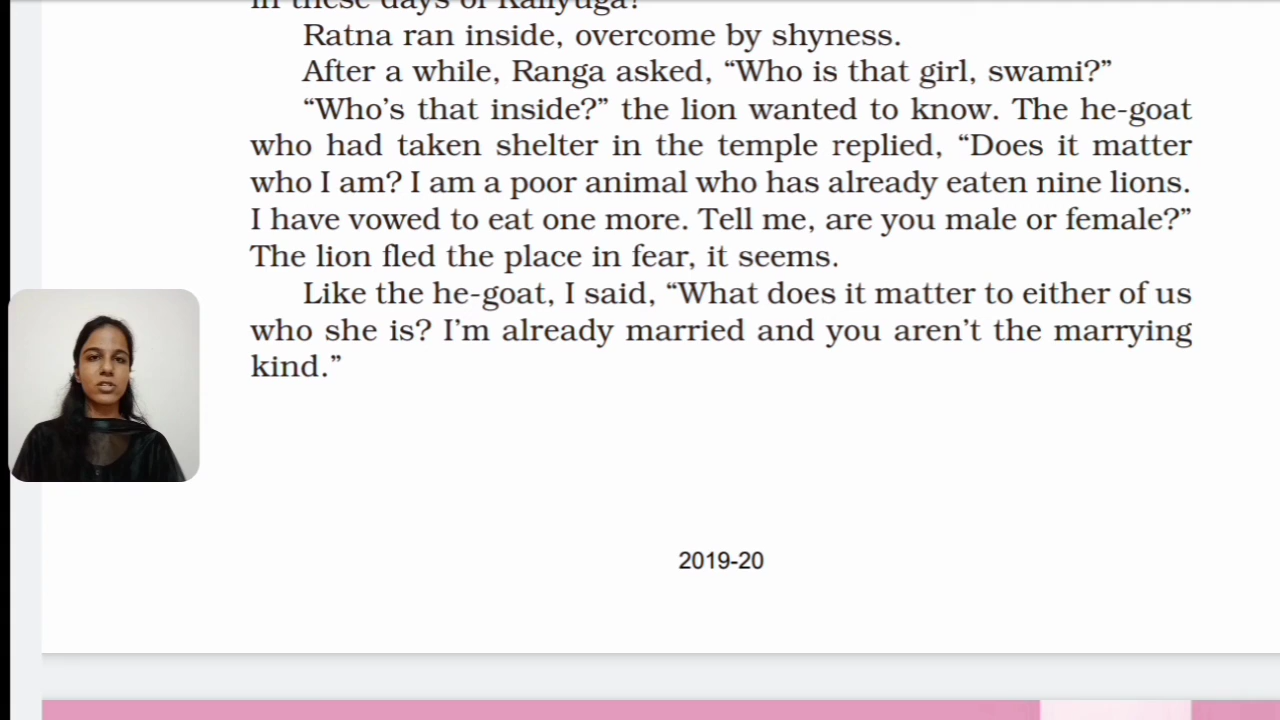 in these days of Kaliyuga!
Ratna ran inside, overcome by shyness.
After a while, Ranga asked, “Who is that girl, swami?”
“Who’s that inside?” the lion wanted to know. The he-goat
who had taken shelter in the temple replied, “Does it matter
who I am? I am a poor animal who has already eaten nine lions.
I have vowed to eat one more. Tell me, are you male or female?”
The lion fled the place in fear, it seems.
Like the he-goat, I said, “What does it matter to either of us
who she is? I’m already married and you aren’t the marrying
kind.”
2019-20